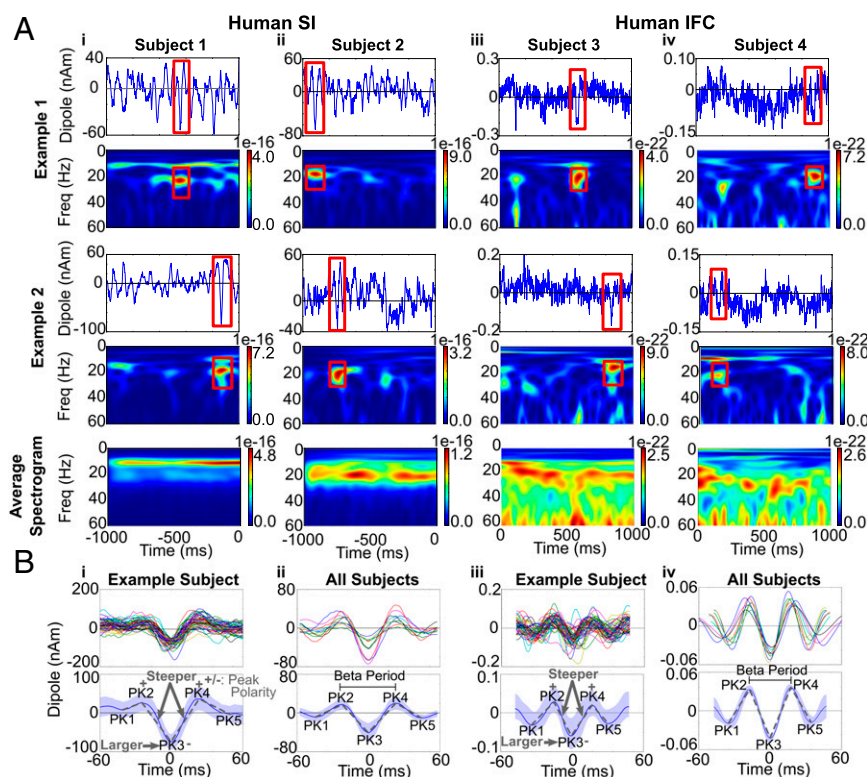 A
Human SI
Human IFC
i
Subject 1
ii
Subject 2
iii
Subject 3
iv
Subject 4
Example 1
Dipole (nAm)
40
0
-60
60
0
-80
0.3
0
-0.3
0.15
0
-0.15
Freq (Hz)
0
20
40
60
1e-16
4.0
0.0
1e-16
9.0
0.0
1e-22
4.0
0.0
1e-22
7.2
0.0
Example 2
Dipole (nAm)
60
0
-100
60
0
-40
0.2
0
-0.2
0.15
0
-0.15
Freq (Hz)
0
20
40
60
1e-16
7.2
0.0
1e-16
3.2
0.0
1e-22
9.0
0.0
1e-22
8.0
0.0
Average
Spectrogram
Freq (Hz)
0
20
40
60
1e-16
4.8
0.0
1e-16
1.2
0.0
1e-22
2.5
0.0
1e-22
2.6
0.0
-1000 -500 0
Time (ms)
-1000 -500 0
Time (ms)
0 500 1000
Time (ms)
0 500 1000
Time (ms)
B
i
Example Subject
ii
All Subjects
iii
Example Subject
iv
All Subjects
Dipole (nAm)
200
0
-200
80
0
-80
0.2
0
-0.2
0.06
0
-0.06
100
0
-100
Steeper
+/-: Peak
Polarity
+
PK2
+
PK4
PK1
PK5
Larger
PK3-
80
0
-80
Beta Period
PK2
PK4
PK1
PK5
PK3
0.1
0
-0.1
Steeper
+
PK2
+
PK4
PK1
PK5
Larger
PK3-
0.06
0
-0.06
Beta Period
PK2
PK4
PK1
PK5
PK3
-60 0 60
Time (ms)
-60 0 60
Time (ms)
-60 0 60
Time (ms)
-60 0 60
Time (ms)